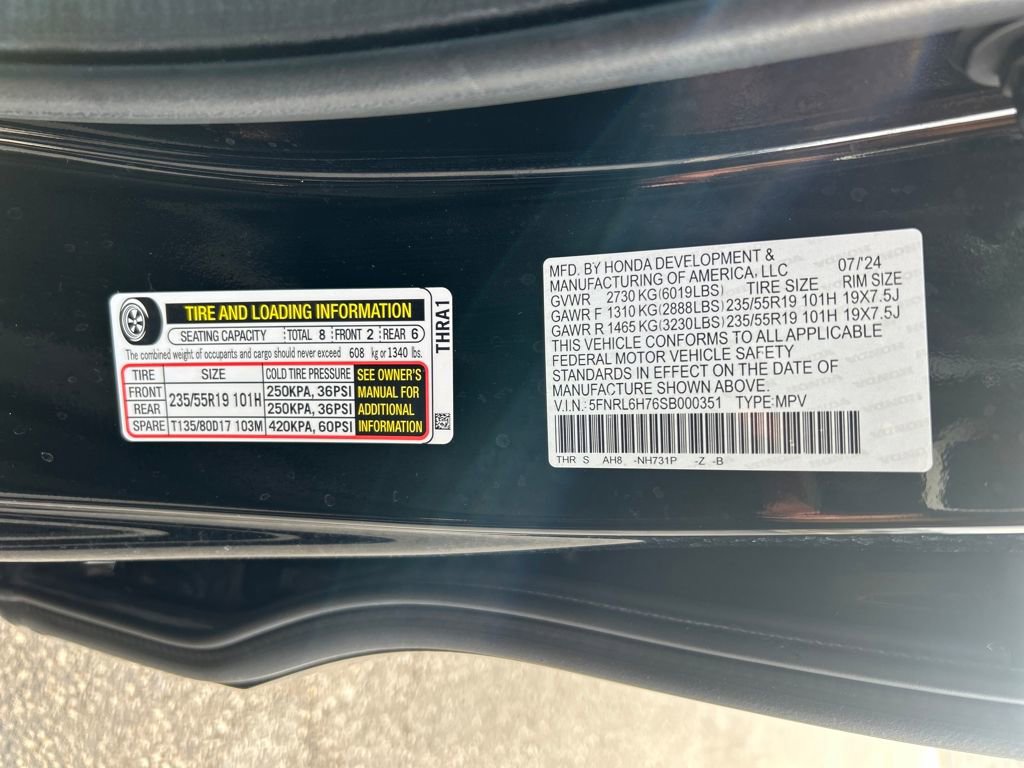 TIRE AND LOADING INFORMATION
SEATING CAPACITY TOTAL 8 FRONT 2 REAR 6
The combined weight of occupants and cargo should never exceed 608 kg or 1340 lbs.
TIRE SIZE COLD TIRE PRESSURE
FRONT 235/55R19 101H 250KPA, 36PSI
REAR 250KPA, 36PSI
SPARE T135/80D17 103M 420KPA, 60PSI
SEE OWNER'S
MANUAL FOR
ADDITIONAL
INFORMATION
THRA1
MFD. BY HONDA DEVELOPMENT &
MANUFACTURING OF AMERICA, LLC 07/'24
GVWR 2730 KG(6019LBS) TIRE SIZE RIM SIZE
GAWR F 1310 KG(2888LBS) 235/55R19 101H 19X7.5J
GAWR R 1465 KG(3230LBS) 235/55R19 101H 19X7.5J
THIS VEHICLE CONFORMS TO ALL APPLICABLE
FEDERAL MOTOR VEHICLE SAFETY
STANDARDS IN EFFECT ON THE DATE OF
MANUFACTURE SHOWN ABOVE.
V.I.N.: 5FNRL6H76SB000351 TYPE:MPV
THR S AH8 -NH731P -Z -B